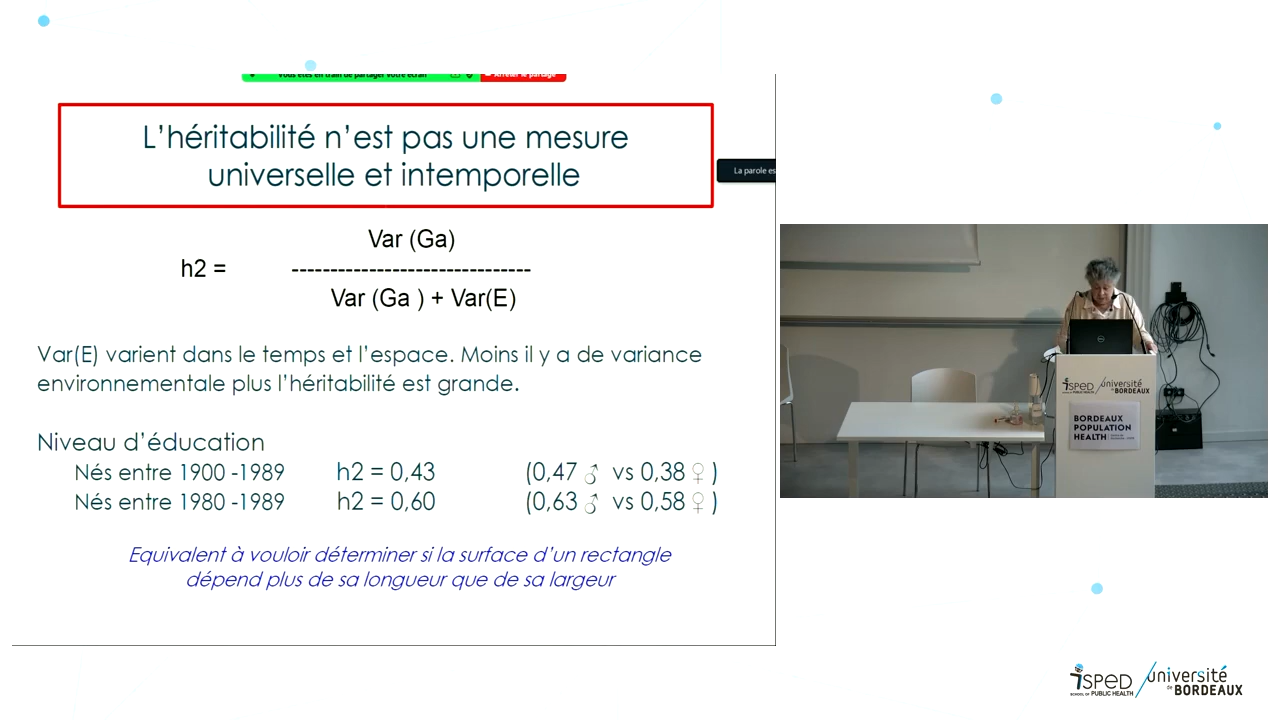 Vous êtes en train de partager votre écran
Arrêter le partage
L'héritabilité n'est pas une mesure
universelle et intemporelle
La parole es
Var (Ga)
h2 = ------------------------------
Var (Ga ) + Var(E)
Var(E) varient dans le temps et l'espace. Moins il y a de variance
environnementale plus l'héritabilité est grande.
Niveau d'éducation
Nés entre 1900 -1989 h2 = 0,43 (0,47 ♂ vs 0,38 ♀ )
Nés entre 1980 -1989 h2 = 0,60 (0,63 ♂ vs 0,58 ♀ )
Equivalent à vouloir déterminer si la surface d'un rectangle
dépend plus de sa longueur que de sa largeur
isped université
de BORDEAUX
BORDEAUX
POPULATION
HEALTH
isped
SCHOOL OF PUBLIC HEALTH
université
de BORDEAUX